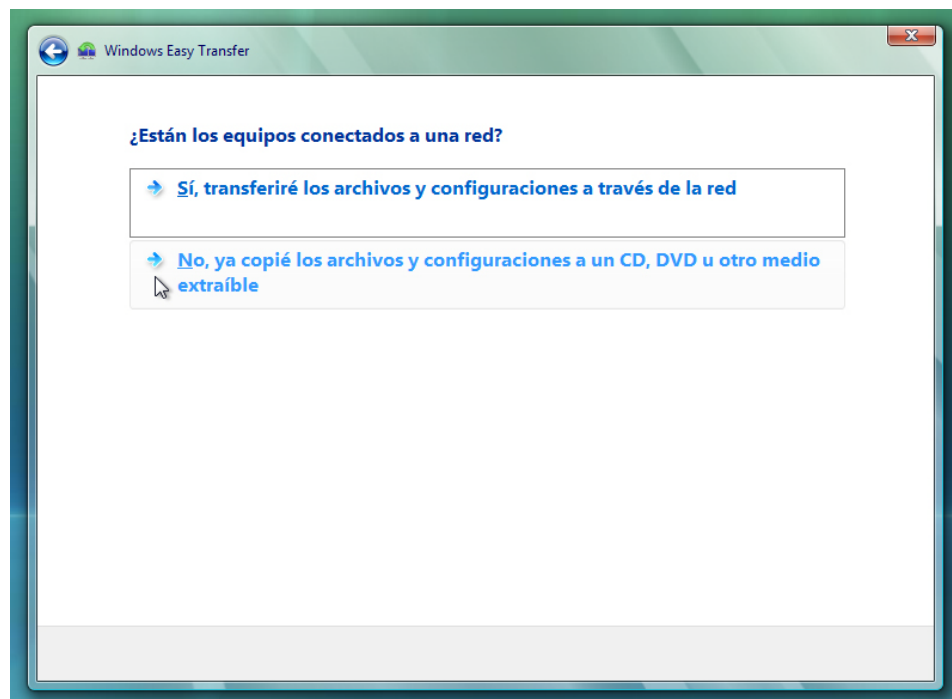 Windows Easy Transfer
¿Están los equipos conectados a una red?
Sí, transferiré los archivos y configuraciones a través de la red
No, ya copié los archivos y configuraciones a un CD, DVD u otro medio
extraíble